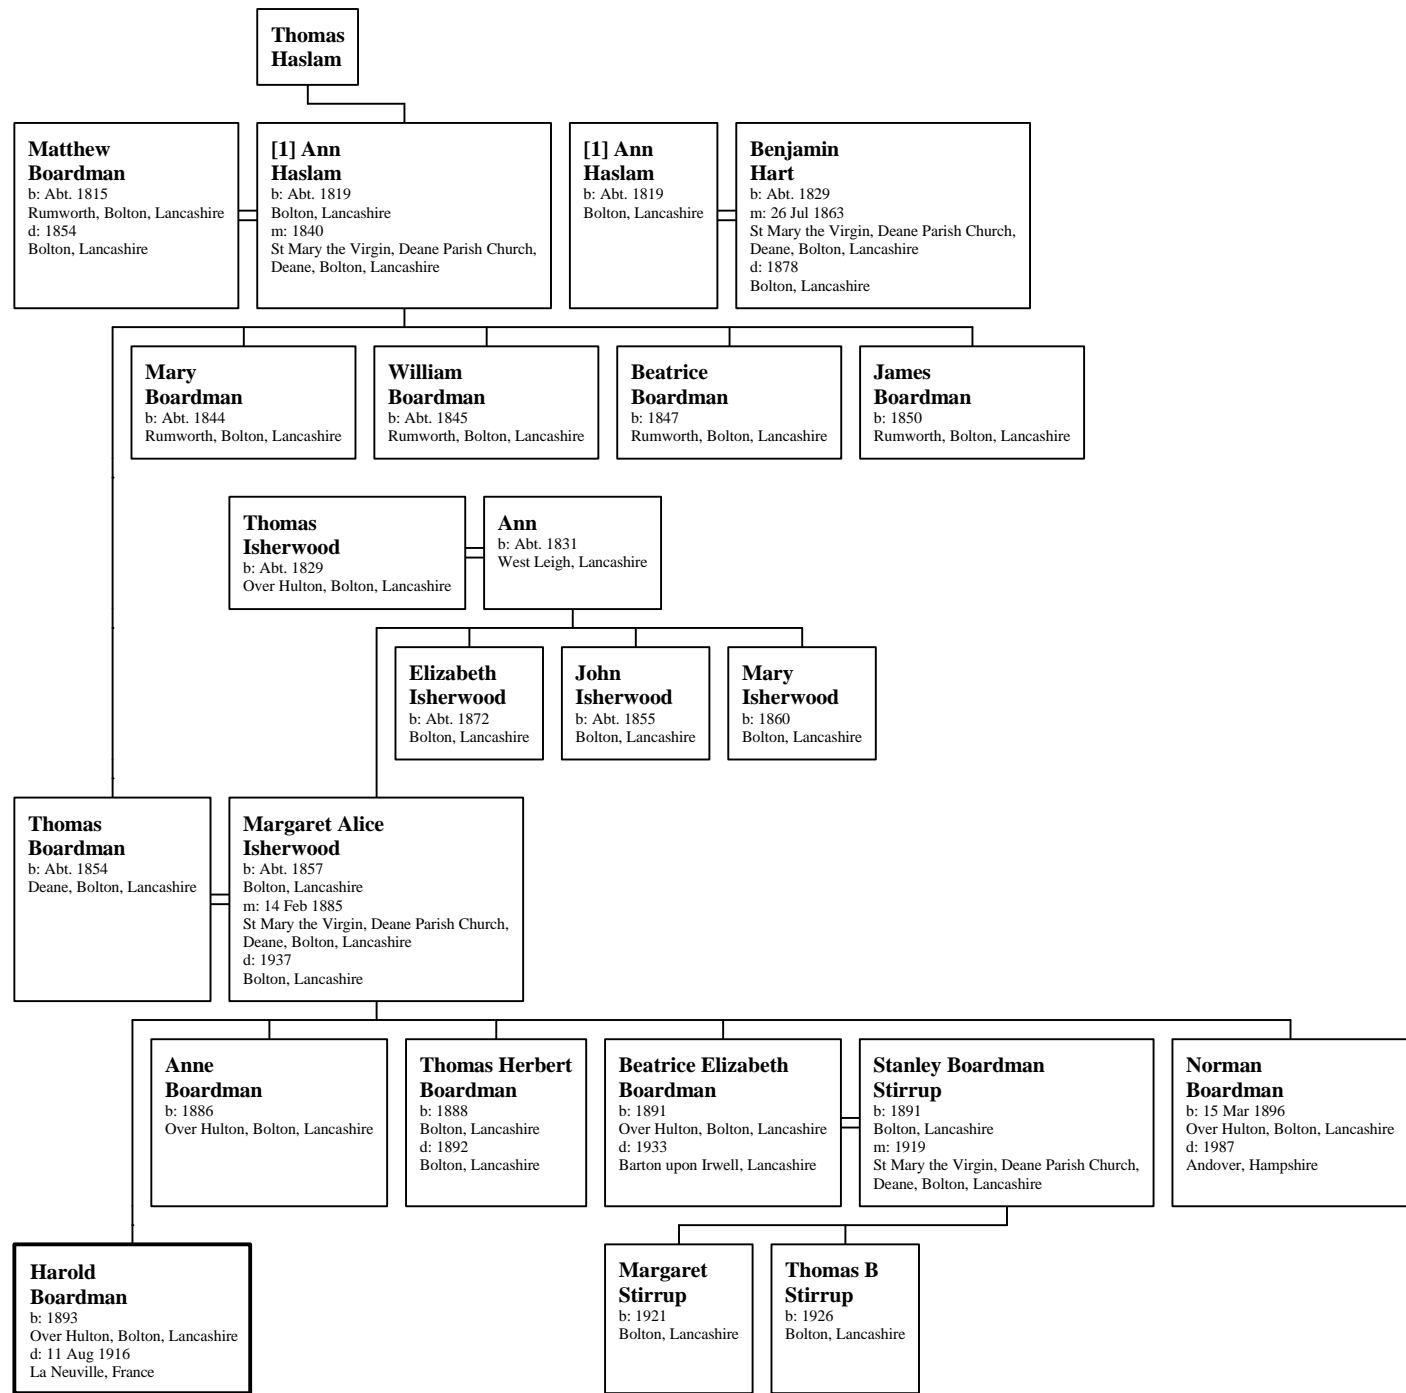 Thomas
Haslam
Matthew
Boardman
b: Abt. 1815
Rumworth, Bolton, Lancashire
d: 1854
Bolton, Lancashire
[1] Ann
Haslam
b: Abt. 1819
Bolton, Lancashire
m: 1840
St Mary the Virgin, Deane Parish Church,
Deane, Bolton, Lancashire
[1] Ann
Haslam
b: Abt. 1819
Bolton, Lancashire
Benjamin
Hart
b: Abt. 1829
m: 26 Jul 1863
St Mary the Virgin, Deane Parish Church,
Deane, Bolton, Lancashire
d: 1878
Bolton, Lancashire
Mary
Boardman
b: Abt. 1844
Rumworth, Bolton, Lancashire
William
Boardman
b: Abt. 1845
Rumworth, Bolton, Lancashire
Beatrice
Boardman
b: 1847
Rumworth, Bolton, Lancashire
James
Boardman
b: 1850
Rumworth, Bolton, Lancashire
Thomas
Isherwood
b: Abt. 1829
Over Hulton, Bolton, Lancashire
Ann
b: Abt. 1831
West Leigh, Lancashire
Elizabeth
Isherwood
b: Abt. 1872
Bolton, Lancashire
John
Isherwood
b: Abt. 1855
Bolton, Lancashire
Mary
Isherwood
b: 1860
Bolton, Lancashire
Thomas
Boardman
b: Abt. 1854
Deane, Bolton, Lancashire
Margaret Alice
Isherwood
b: Abt. 1857
Bolton, Lancashire
m: 14 Feb 1885
St Mary the Virgin, Deane Parish Church,
Deane, Bolton, Lancashire
d: 1937
Bolton, Lancashire
Anne
Boardman
b: 1886
Over Hulton, Bolton, Lancashire
Thomas Herbert
Boardman
b: 1888
Bolton, Lancashire
d: 1892
Bolton, Lancashire
Beatrice Elizabeth
Boardman
b: 1891
Over Hulton, Bolton, Lancashire
d: 1933
Barton upon Irwell, Lancashire
Stanley Boardman
Stirrup
b: 1891
Bolton, Lancashire
m: 1919
St Mary the Virgin, Deane Parish Church,
Deane, Bolton, Lancashire
Norman
Boardman
b: 15 Mar 1896
Over Hulton, Bolton, Lancashire
d: 1987
Andover, Hampshire
Harold
Boardman
b: 1893
Over Hulton, Bolton, Lancashire
d: 11 Aug 1916
La Neuville, France
Margaret
Stirrup
b: 1921
Bolton, Lancashire
Thomas B
Stirrup
b: 1926
Bolton, Lancashire